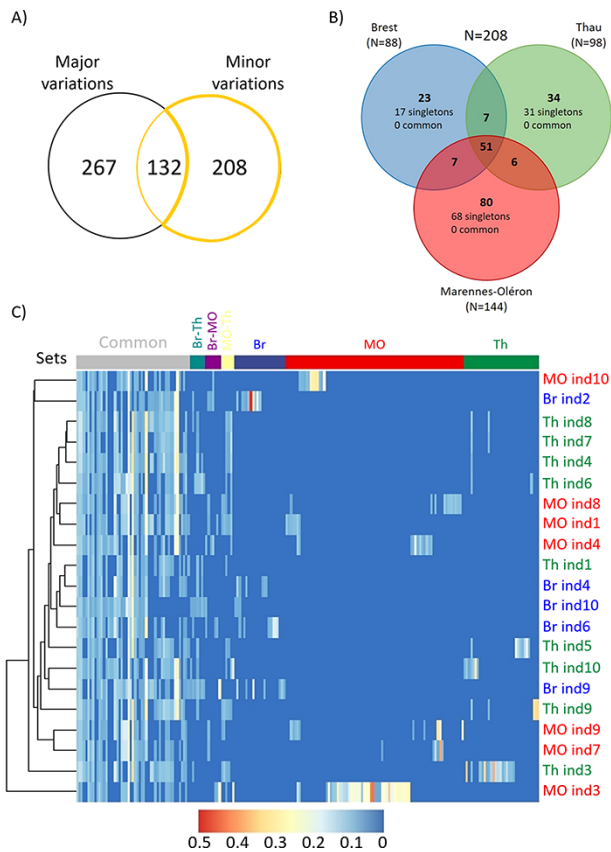 A)
Major
variations
Minor
variations
267
132
208
B)
Brest
(N=88)
N=208
Thau
(N=98)
23
17 singletons
0 common
7
34
31 singletons
0 common
51
7
6
80
68 singletons
0 common
Marennes-Oléron
(N=144)
C)
Sets
Common
Br-Th
Br-MO
MO-Th
Br
MO
Th
MO ind10
Br ind2
Th ind8
Th ind7
Th ind4
Th ind6
MO ind8
MO ind1
MO ind4
Th ind1
Br ind4
Br ind10
Br ind6
Th ind5
Th ind10
Br ind9
Th ind9
MO ind9
MO ind7
Th ind3
MO ind3
0.5 0.4 0.3 0.2 0.1 0